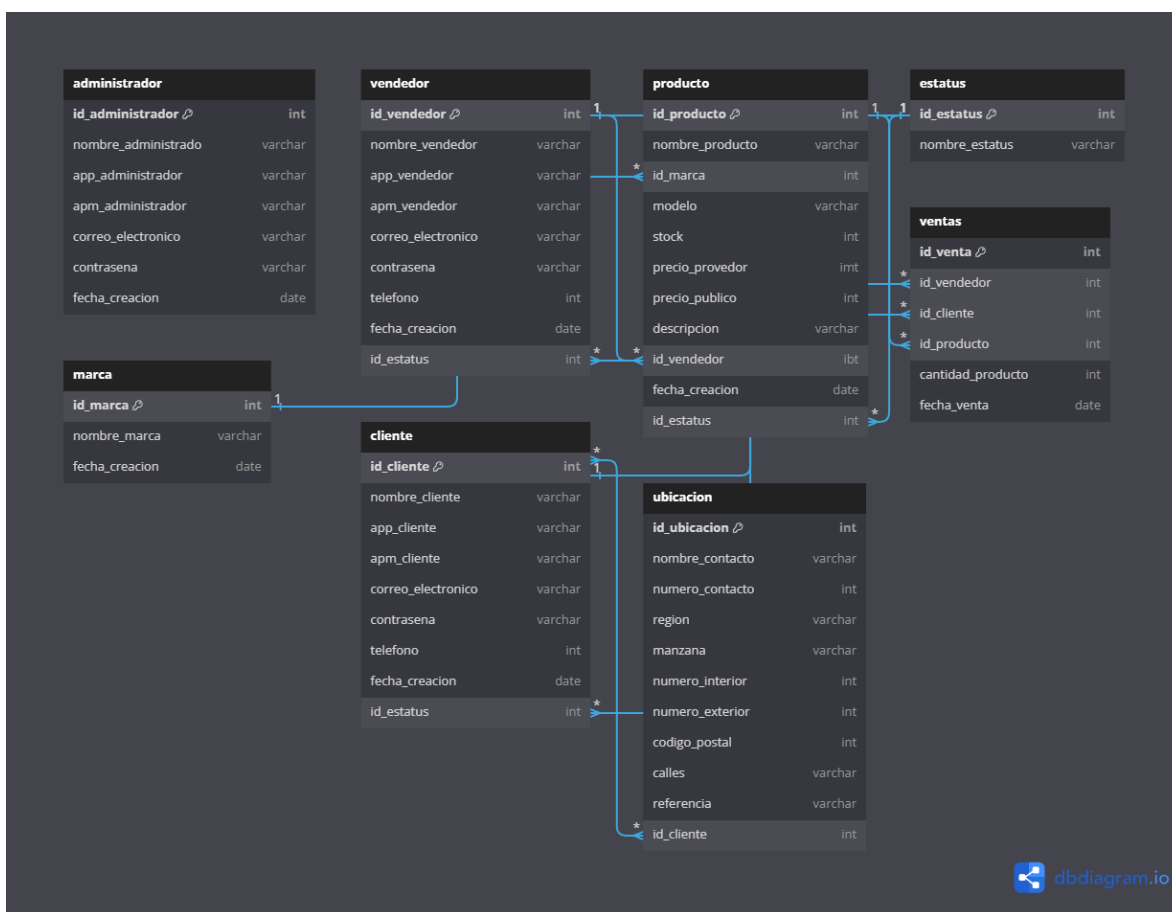 administrador
id_administrador int
nombre_administrado varchar
app_administrador varchar
apm_administrador varchar
correo_electronico varchar
contrasena varchar
fecha_creacion date
vendedor
id_vendedor int 1
nombre_vendedor varchar
app_vendedor varchar
apm_vendedor varchar
correo_electronico varchar
contrasena varchar
telefono int
fecha_creacion date
id_estatus int *
producto
id_producto int 1
nombre_producto varchar
* id_marca int
modelo varchar
stock int
precio_provedor imt
precio_publico int
descripcion varchar
* id_vendedor ibt
fecha_creacion date
id_estatus int *
estatus
1 id_estatus int
nombre_estatus varchar
ventas
id_venta int
* id_vendedor int
* id_cliente int
* id_producto int
cantidad_producto int
fecha_venta date
marca
id_marca int 1
nombre_marca varchar
fecha_creacion date
cliente
*
id_cliente int 1
nombre_cliente varchar
app_cliente varchar
apm_cliente varchar
correo_electronico varchar
contrasena varchar
telefono int
fecha_creacion date
id_estatus int *
ubicacion
id_ubicacion int
nombre_contacto varchar
numero_contacto int
region varchar
manzana varchar
numero_interior int
numero_exterior int
codigo_postal int
calles varchar
referencia varchar
* id_cliente int
dbdiagram.io